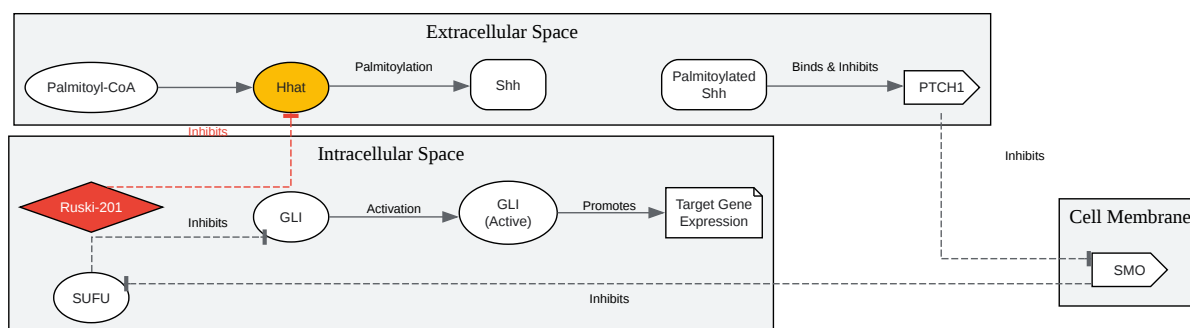 Extracellular Space
Palmitoyl-CoA
Hhat
Palmitoylation
Shh
Palmitoylated
Shh
Binds & Inhibits
PTCH1
Inhibits
Inhibits
Intracellular Space
Ruski-201
Inhibits
GLI
Activation
GLI
(Active)
Promotes
Target Gene
Expression
Cell Membrane
SMO
SUFU
Inhibits